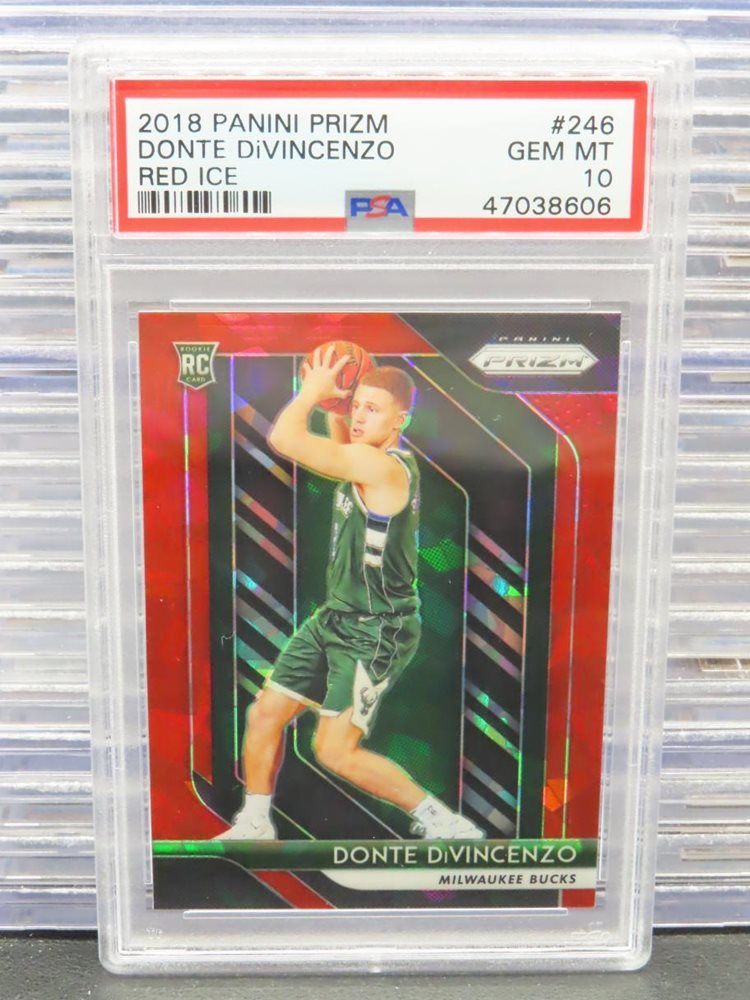 2018 PANINI PRIZM #246
DONTE DiVINCENZO GEM MT
RED ICE 10
PSA 47038606
ROOKIE
RC
CARD
PANINI
PRIZM
DONTE DiVINCENZO
MILWAUKEE BUCKS